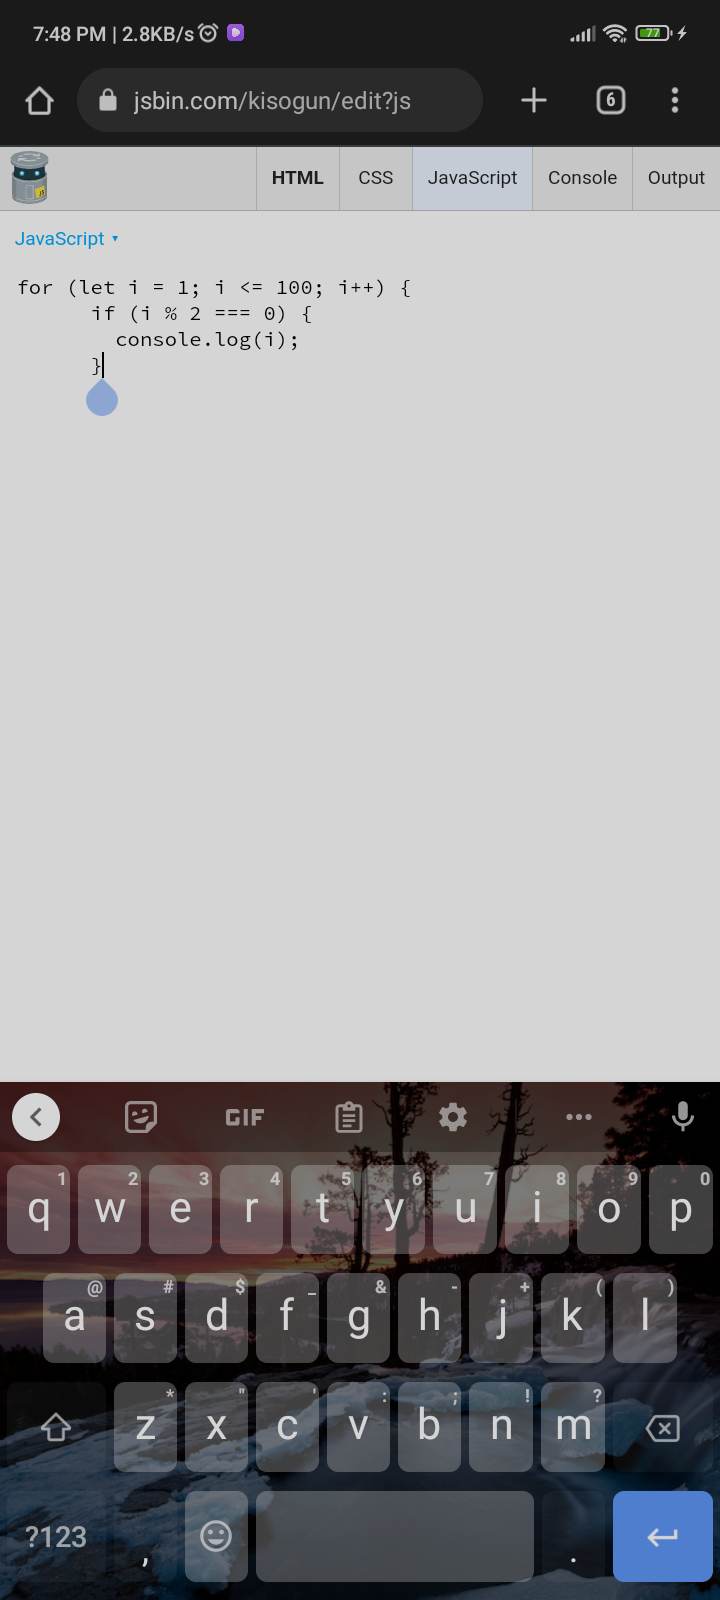 7:48 PM | 2.8KB/s 77
jsbin.com/kisogun/edit?js 6
HTML CSS JavaScript Console Output
JavaScript
for (let i = 1; i <= 100; i++) {
if (i % 2 === 0) {
console.log(i);
}
GIF
1 2 3 4 5 6 7 8 9 0
q w e r t y u i o p
@ # $ _ & - + ( )
a s d f g h j k l
* " ' : ; ! ?
z x c v b n m
?123 , .